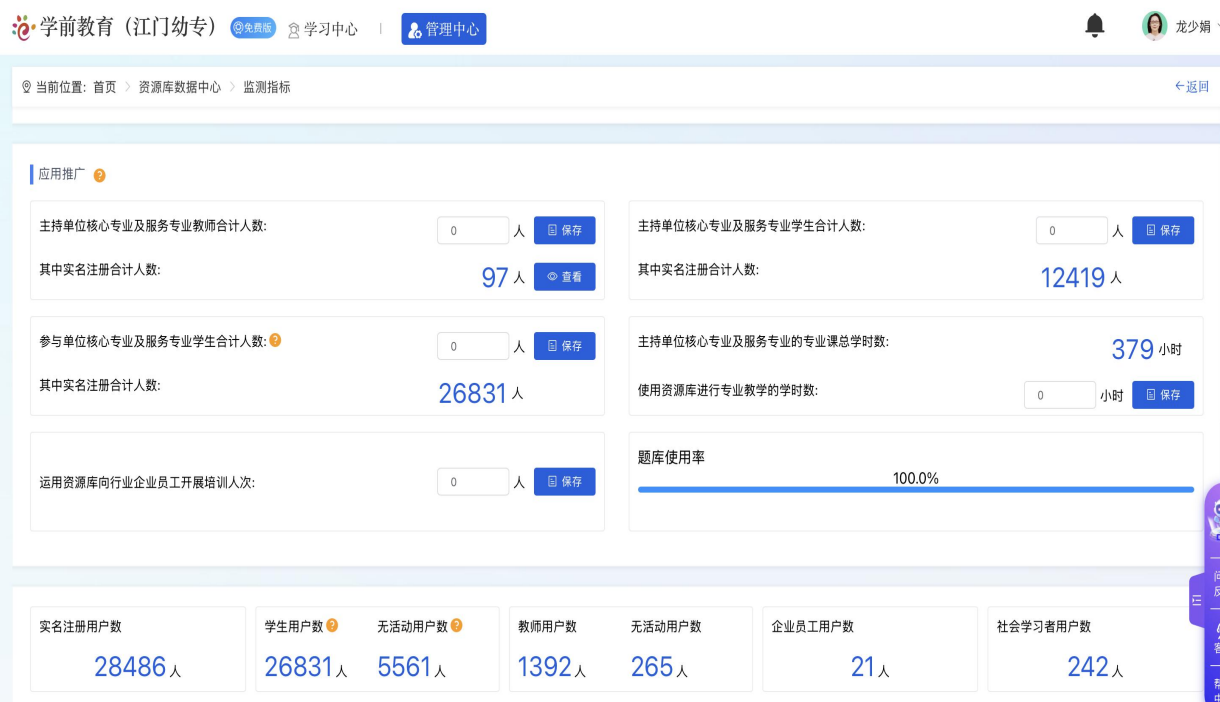 学前教育（江门幼专） 免费版 学习中心 管理中心 龙少娟
当前位置: 首页 > 资源库数据中心 > 监测指标 ←返回
应用推广 ?
主持单位核心专业及服务专业教师合计人数: 0 人 保存
其中实名注册合计人数: 97 人 查看
主持单位核心专业及服务专业学生合计人数: 0 人 保存
其中实名注册合计人数: 12419 人
参与单位核心专业及服务专业学生合计人数: ? 0 人 保存
其中实名注册合计人数: 26831 人
主持单位核心专业及服务专业的专业课总学时数: 379 小时
使用资源库进行专业教学的学时数: 0 小时 保存
运用资源库向行业企业员工开展培训人次: 0 人 保存
题库使用率
100.0%
实名注册用户数
28486 人
学生用户数 ? 无活动用户数 ?
26831 人 5561 人
教师用户数 无活动用户数
1392 人 265 人
企业员工用户数
21 人
社会学习者用户数
242 人